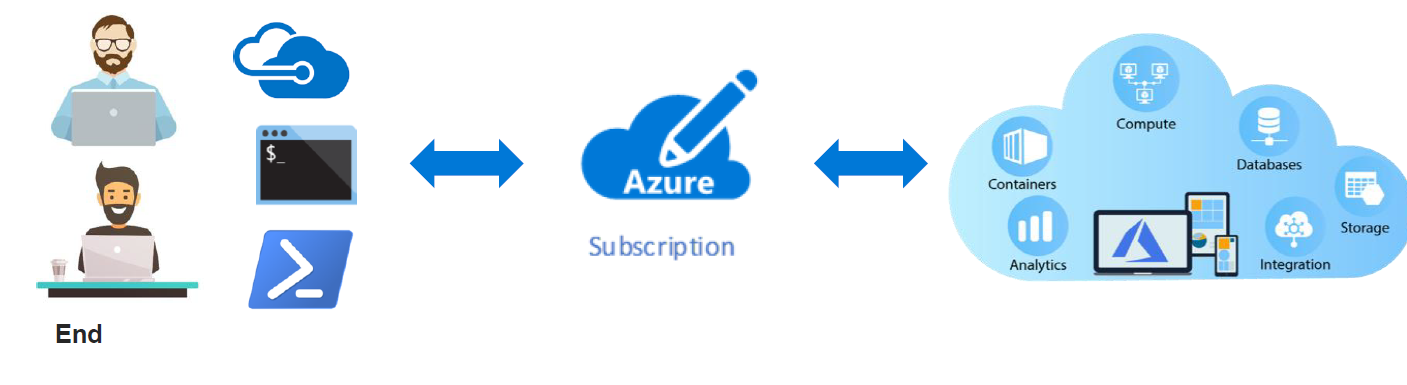 $_
Azure
Subscription
Compute
Containers
Databases
Analytics
Storage
Integration
End